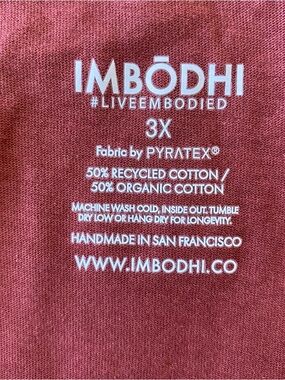 IMBŌDHI
#LIVEEMBODIED
3X
Fabric by PYRATEX®
50% RECYCLED COTTON /
50% ORGANIC COTTON
MACHINE WASH COLD, INSIDE OUT. TUMBLE
DRY LOW OR HANG DRY FOR LONGEVITY.
HANDMADE IN SAN FRANCISCO
WWW.IMBODHI.CO